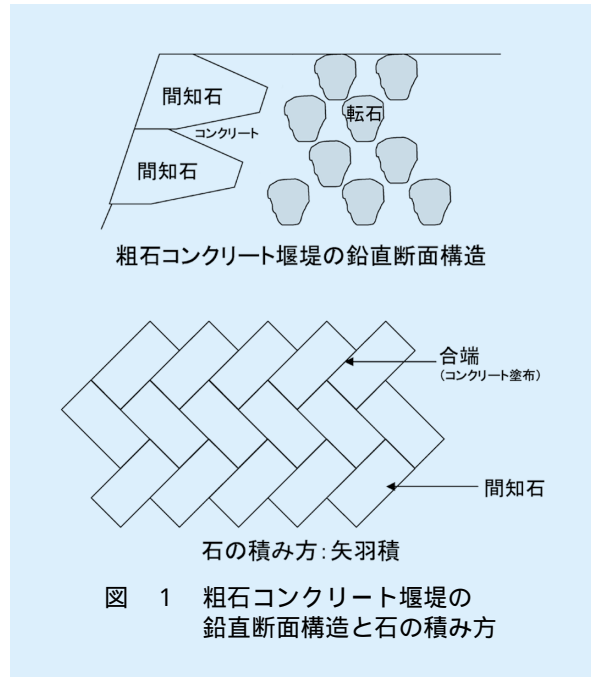 間知石
転石
コンクリート
間知石
粗石コンクリート堰堤の鉛直断面構造
合端
（コンクリート塗布）
間知石
石の積み方：矢羽積
図 1 粗石コンクリート堰堤の
鉛直断面構造と石の積み方